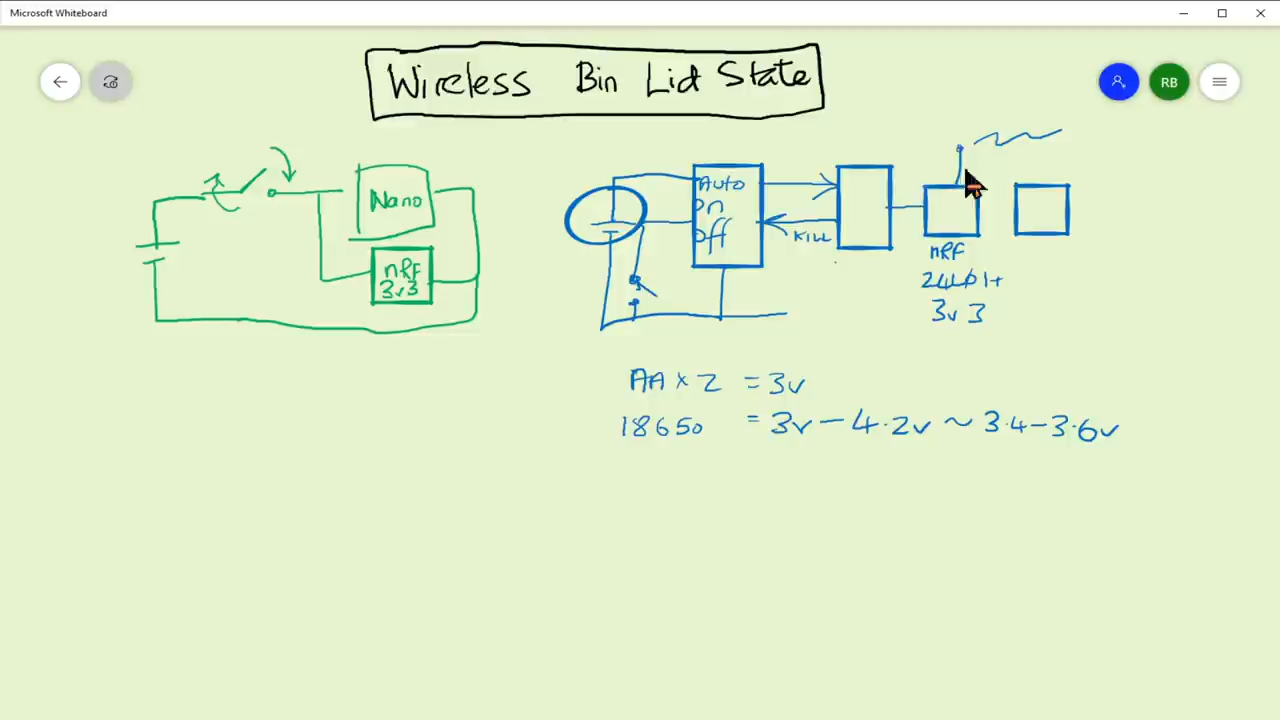 Microsoft Whiteboard
Wireless Bin Lid State
RB
Nano
nRF
3v3
Auto
On
Off
KILL
nRF
24L01+
3v3
AA × 2 = 3v
18650 = 3v - 4.2v ~ 3.4-3.6v